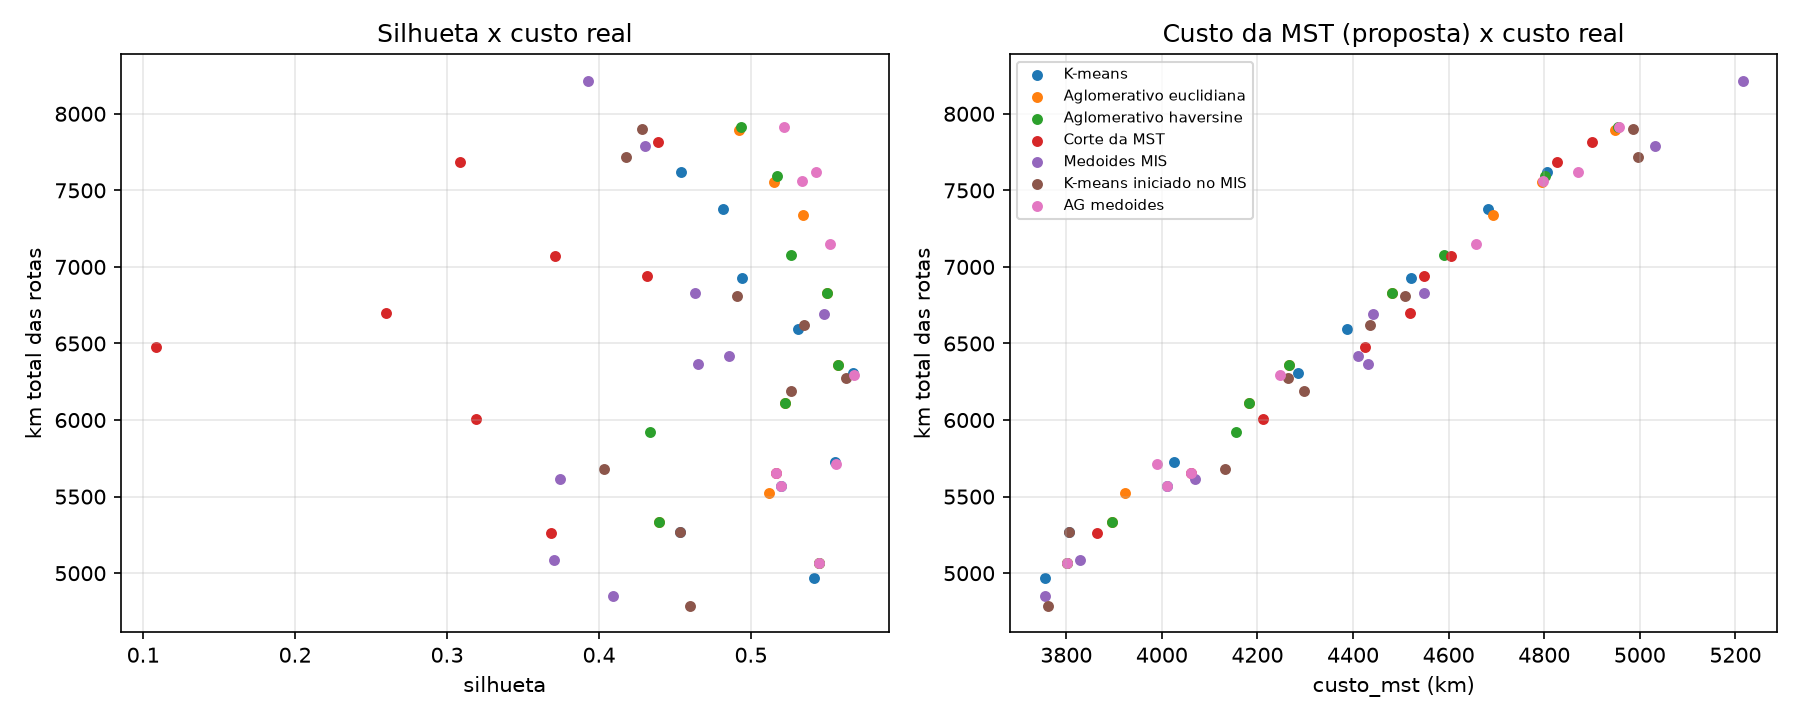 Silhueta x custo real
km total das rotas
8000
7500
7000
6500
6000
5500
5000
0.1
0.2
0.3
0.4
0.5
silhueta
Custo da MST (proposta) x custo real
K-means
Aglomerativo euclidiana
Aglomerativo haversine
Corte da MST
Medoides MIS
K-means iniciado no MIS
AG medoides
km total das rotas
8000
7500
7000
6500
6000
5500
5000
3800
4000
4200
4400
4600
4800
5000
5200
custo_mst (km)